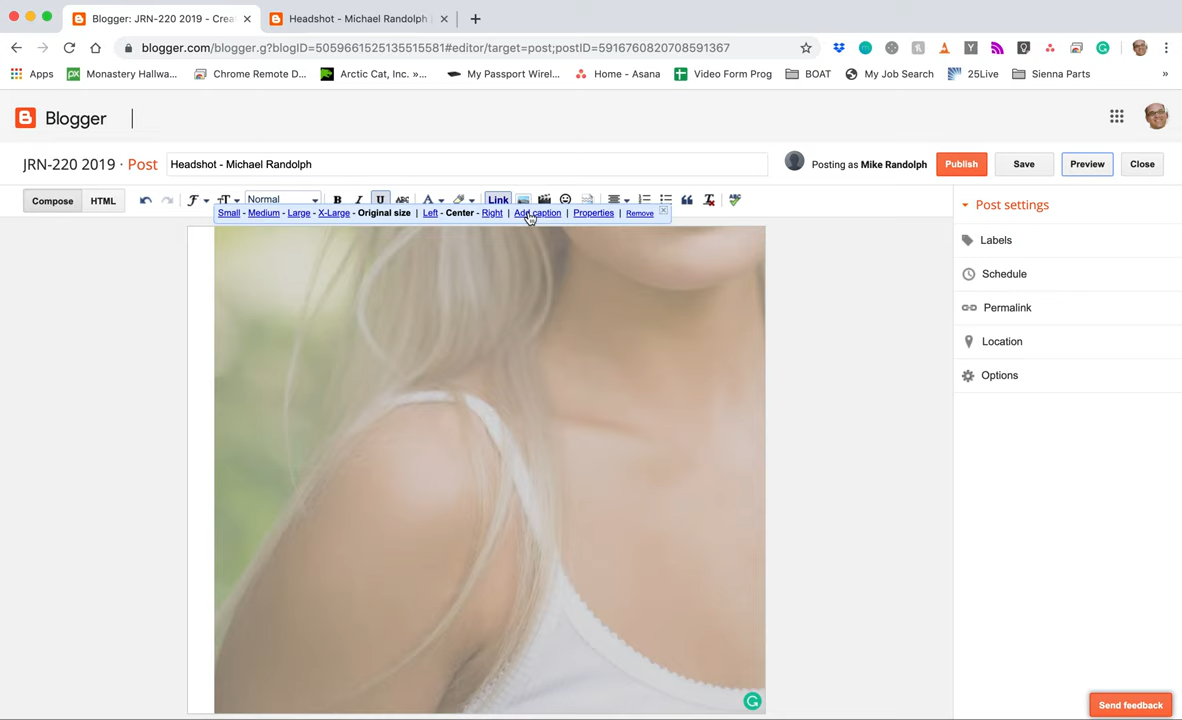 Blogger: JRN-220 2019 - Crea
Headshot - Michael Randolph
blogger.com/blogger.g?blogID=5059661525135515581#editor/target=post;postID=5916760820708591367
Apps
Monastery Hallwa...
Chrome Remote D...
Arctic Cat, Inc. »...
My Passport Wirel...
Home - Asana
Video Form Prog
BOAT
My Job Search
25Live
Sienna Parts
»
Blogger
JRN-220 2019 · Post
Headshot - Michael Randolph
Posting as Mike Randolph
Publish
Save
Preview
Close
Compose
HTML
Normal
B
I
U
ABC
A
Link
Small - Medium - Large - X-Large - Original size | Left - Center - Right | Add caption | Properties | Remove
Post settings
Labels
Schedule
Permalink
Location
Options
Send feedback